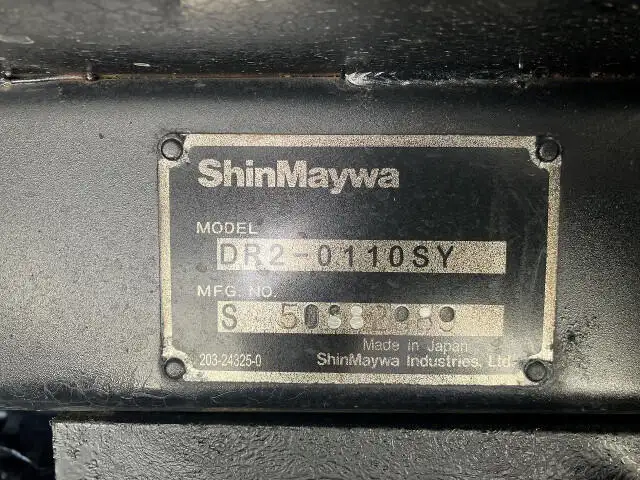 ShinMaywa
MODEL
DR2-0110SY
MFG. NO.
S
Made in Japan
203-24325-0
ShinMaywa Industries, Ltd.